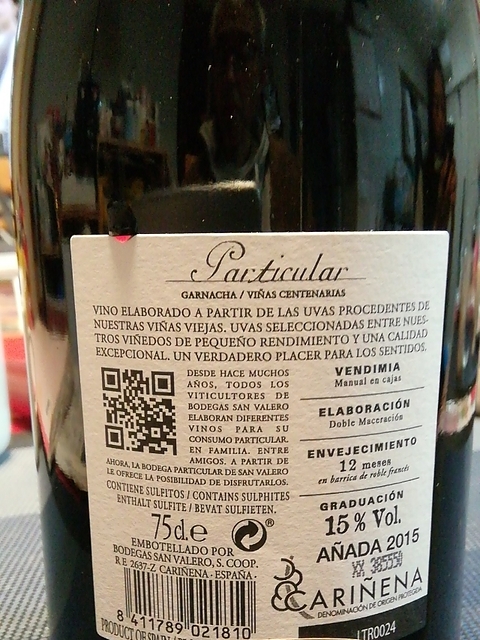 Particular
GARNACHA / VIÑAS CENTENARIAS
VINO ELABORADO A PARTIR DE LAS UVAS PROCEDENTES DE
NUESTRAS VIÑAS VIEJAS. UVAS SELECCIONADAS ENTRE NUES-
TROS VIÑEDOS DE PEQUEÑO RENDIMIENTO Y UNA CALIDAD
EXCEPCIONAL. UN VERDADERO PLACER PARA LOS SENTIDOS.
DESDE HACE MUCHOS
AÑOS, TODOS LOS
VITICULTORES DE
BODEGAS SAN VALERO
ELABORAN DIFERENTES
VINOS PARA SU
CONSUMO PARTICULAR.
EN FAMILIA. ENTRE
AMIGOS. A PARTIR DE
AHORA, LA BODEGA PARTICULAR DE SAN VALERO
LE OFRECE LA POSIBILIDAD DE DISFRUTARLOS.
CONTIENE SULFITOS / CONTAINS SULPHITES
ENTHALT SULFITE / BEVAT SULFIETEN.
75cl.e
EMBOTELLADO POR
BODEGAS SAN VALERO, S. COOP.
R E 2637-Z CARIÑENA - ESPAÑA -
8 411789 021810
PRODUCT OF SPAIN
VENDIMIA
Manual en cajas
ELABORACIÓN
Doble Maceración
ENVEJECIMIENTO
12 meses
en barrica de roble francés
GRADUACIÓN
15% Vol.
AÑADA 2015
CARIÑENA
DENOMINACIÓN DE ORIGEN PROTEGIDA
LTR0024